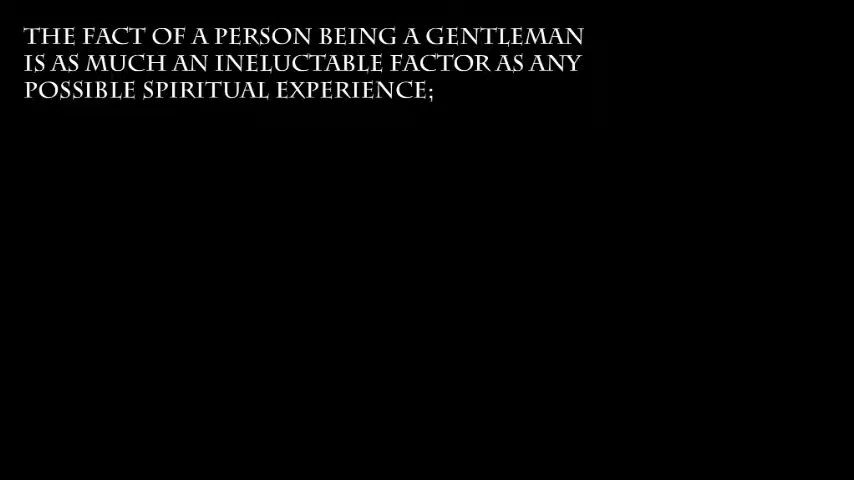 THE FACT OF A PERSON BEING A GENTLEMAN
IS AS MUCH AN INELUCTABLE FACTOR AS ANY
POSSIBLE SPIRITUAL EXPERIENCE;